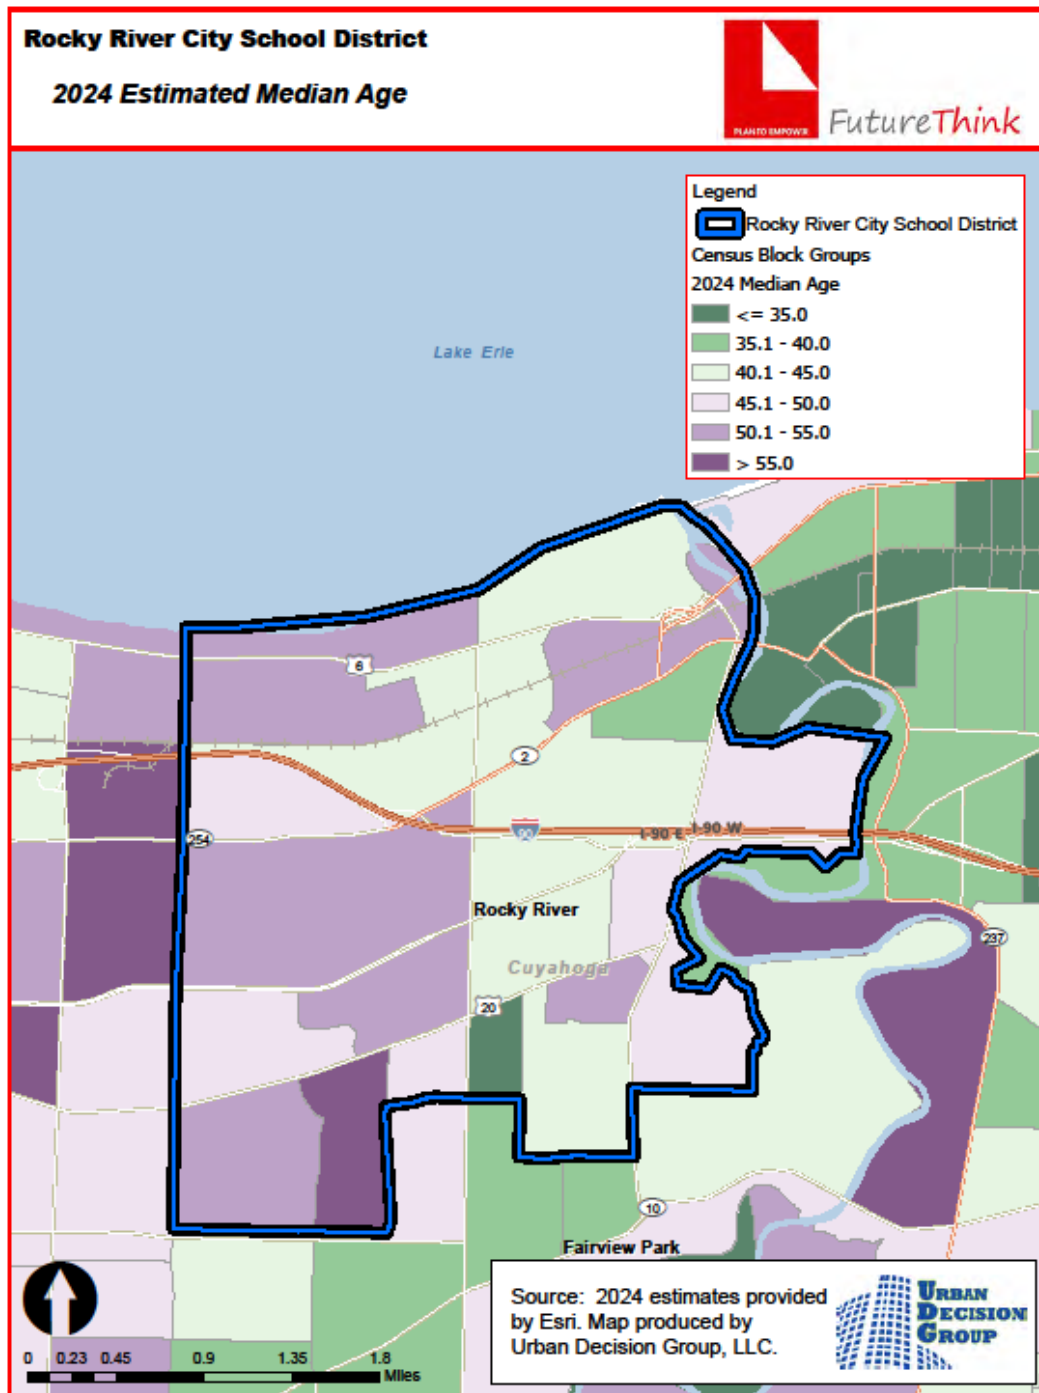 Rocky River City School District
2024 Estimated Median Age
PLAN TO EMPOWER
FutureThink
Legend
Rocky River City School District
Census Block Groups
2024 Median Age
<= 35.0
35.1 - 40.0
40.1 - 45.0
45.1 - 50.0
50.1 - 55.0
> 55.0
Lake Erie
6
2
254
90
I-90 E
I-90 W
Rocky River
237
Cuyahoga
20
10
Fairview Park
Source: 2024 estimates provided
by Esri. Map produced by
Urban Decision Group, LLC.
URBAN
DECISION
GROUP
0 0.23 0.45 0.9 1.35 1.8
Miles